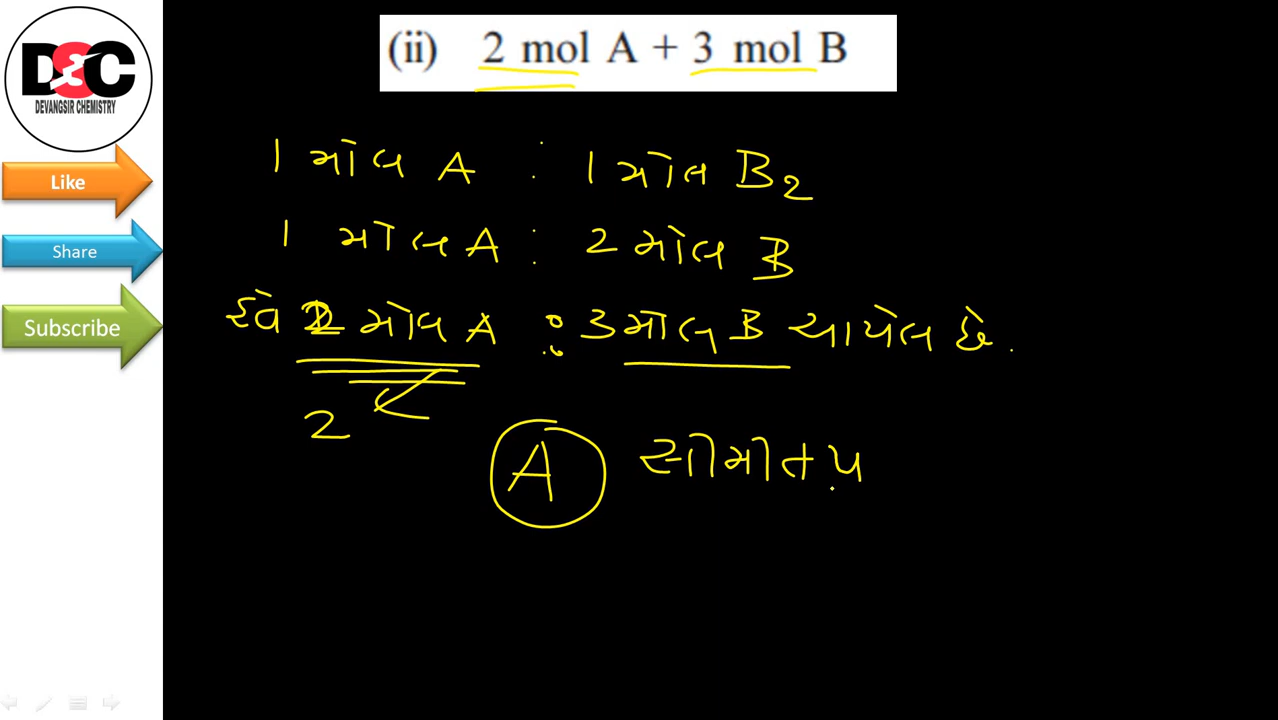 DEC
DEVANGSIR CHEMISTRY
Like
Share
Subscribe
(ii) 2 mol A + 3 mol B
1 મોલ A : 1 મોલ B₂
1 મોલ A : 2 મોલ B
હવે 2 મોલ A : 3 મોલ B આપેલ છે.
2
A સીમીત પ્ર